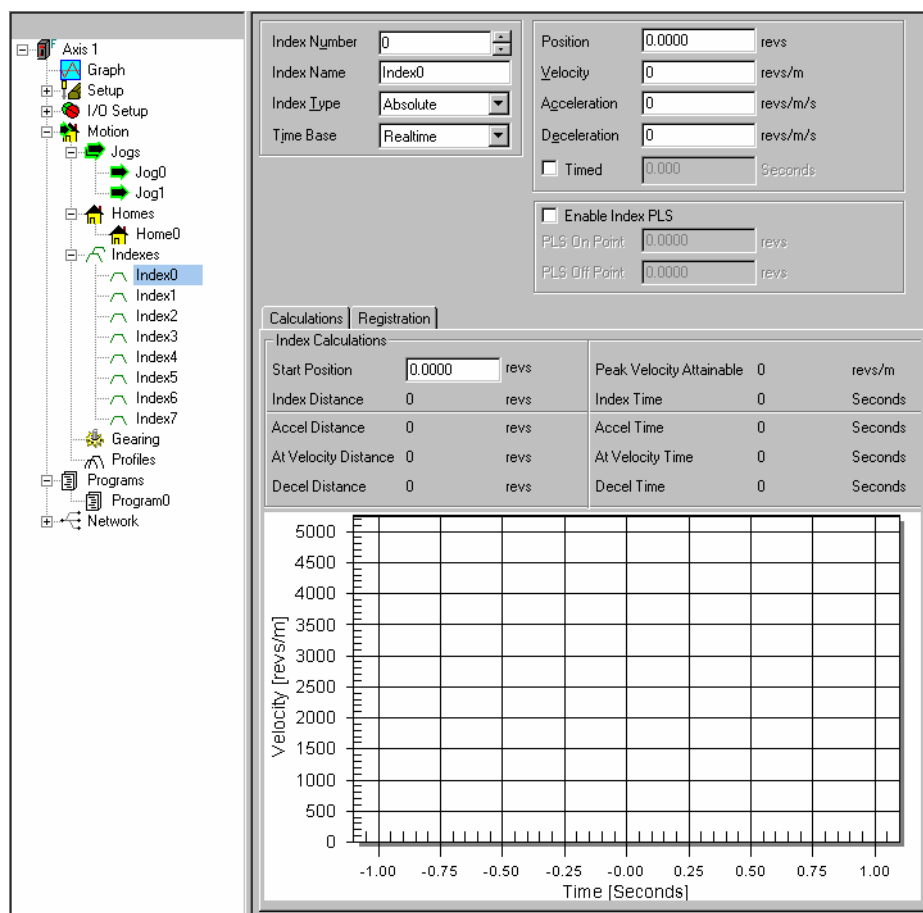 Axis 1
Graph
Setup
I/O Setup
Motion
Jogs
Jog0
Jog1
Homes
Home0
Indexes
Index0
Index1
Index2
Index3
Index4
Index5
Index6
Index7
Gearing
Profiles
Programs
Program0
Network
Index Number 0
Index Name Index0
Index Type Absolute
Time Base Realtime
Position 0.0000 revs
Velocity 0 revs/m
Acceleration 0 revs/m/s
Deceleration 0 revs/m/s
Timed 0.000 Seconds
Enable Index PLS
PLS On Point 0.0000 revs
PLS Off Point 0.0000 revs
Calculations Registration
Index Calculations
Start Position 0.0000 revs Peak Velocity Attainable 0 revs/m
Index Distance 0 revs Index Time 0 Seconds
Accel Distance 0 revs Accel Time 0 Seconds
At Velocity Distance 0 revs At Velocity Time 0 Seconds
Decel Distance 0 revs Decel Time 0 Seconds
Velocity [revs/m]
5000
4500
4000
3500
3000
2500
2000
1500
1000
500
0
-1.00 -0.75 -0.50 -0.25 -0.00 0.25 0.50 0.75 1.00
Time [Seconds]